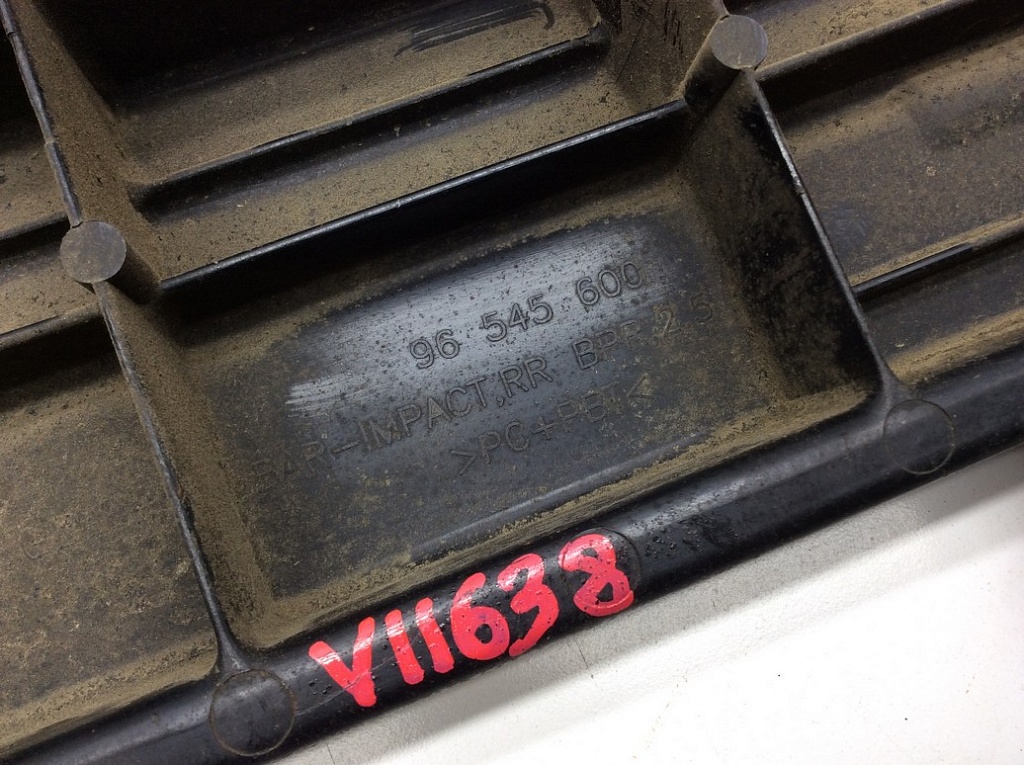 96 545 600
BAR-IMPACT,RR BPR 2.5
>PC+PBT<
V11638